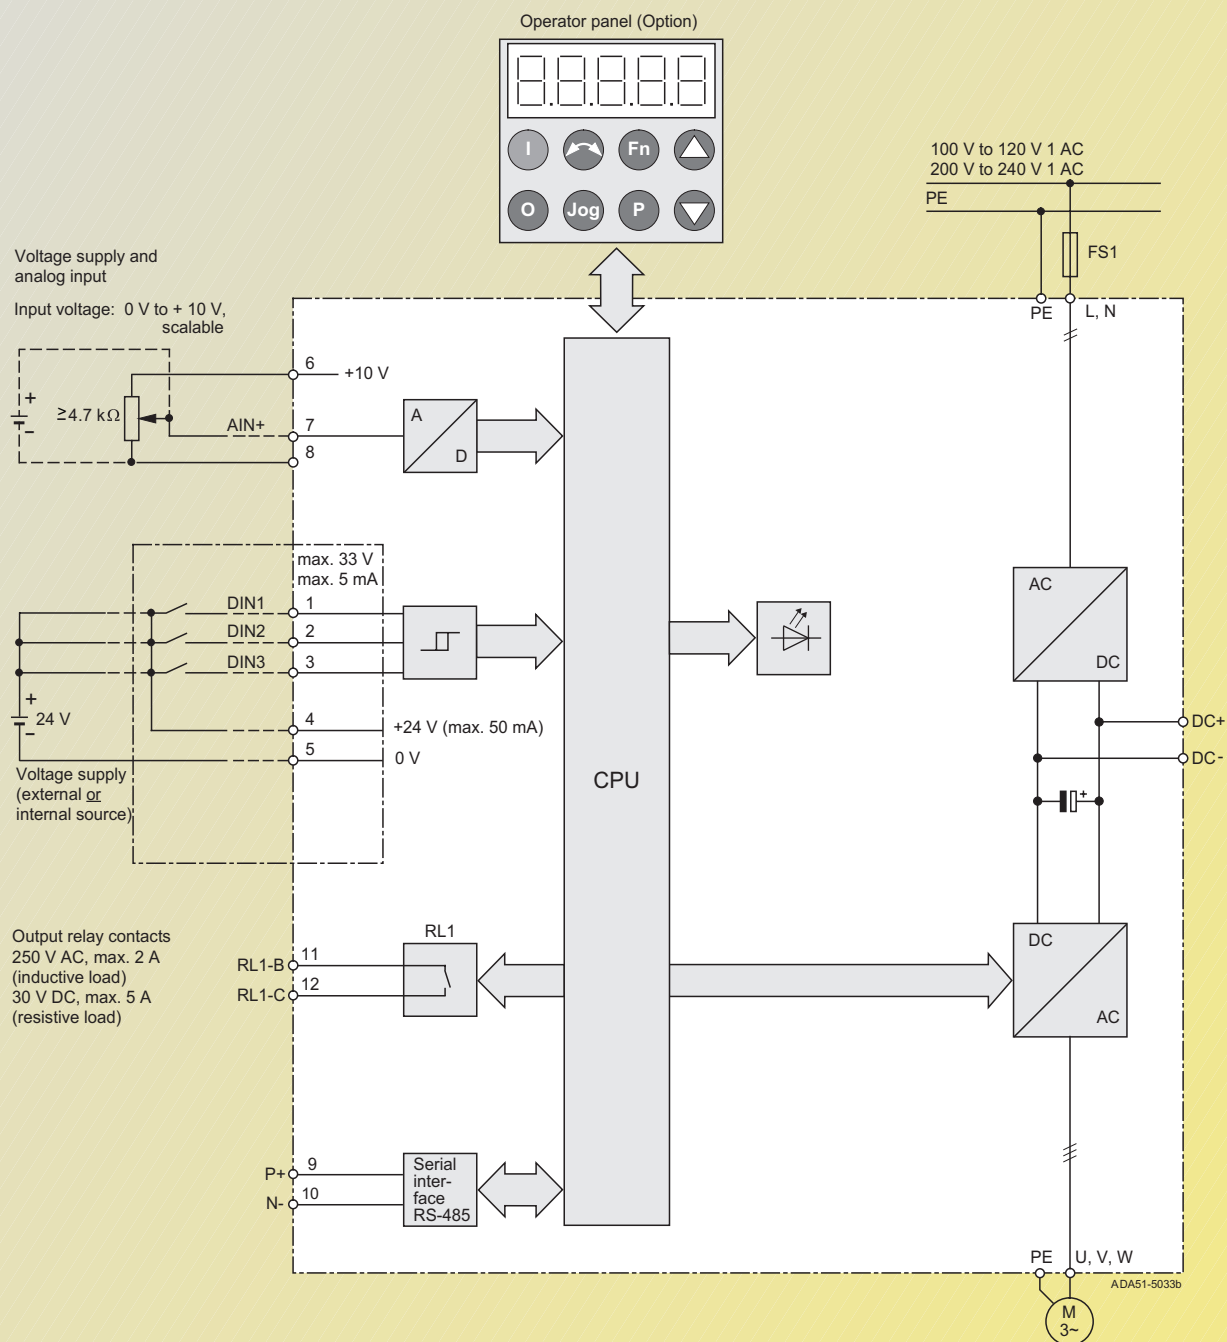 Operator panel (Option)
8.8.8.8.8
I
Fn
O
Jog
P
100 V to 120 V 1 AC
200 V to 240 V 1 AC
PE
FS1
PE
L, N
Voltage supply and
analog input
Input voltage: 0 V to + 10 V,
scalable
6
+10 V
+
-
≥4.7 kΩ
AIN+
7
8
A
D
max. 33 V
max. 5 mA
DIN1
1
DIN2
2
DIN3
3
+
24 V
-
4
+24 V (max. 50 mA)
5
0 V
Voltage supply
(external or
internal source)
CPU
AC
DC
DC+
DC-
+
Output relay contacts
250 V AC, max. 2 A
(inductive load)
30 V DC, max. 5 A
(resistive load)
RL1
RL1-B
11
RL1-C
12
DC
AC
P+
9
N-
10
Serial
inter-
face
RS-485
PE
U, V, W
ADA51-5033b
M
3~